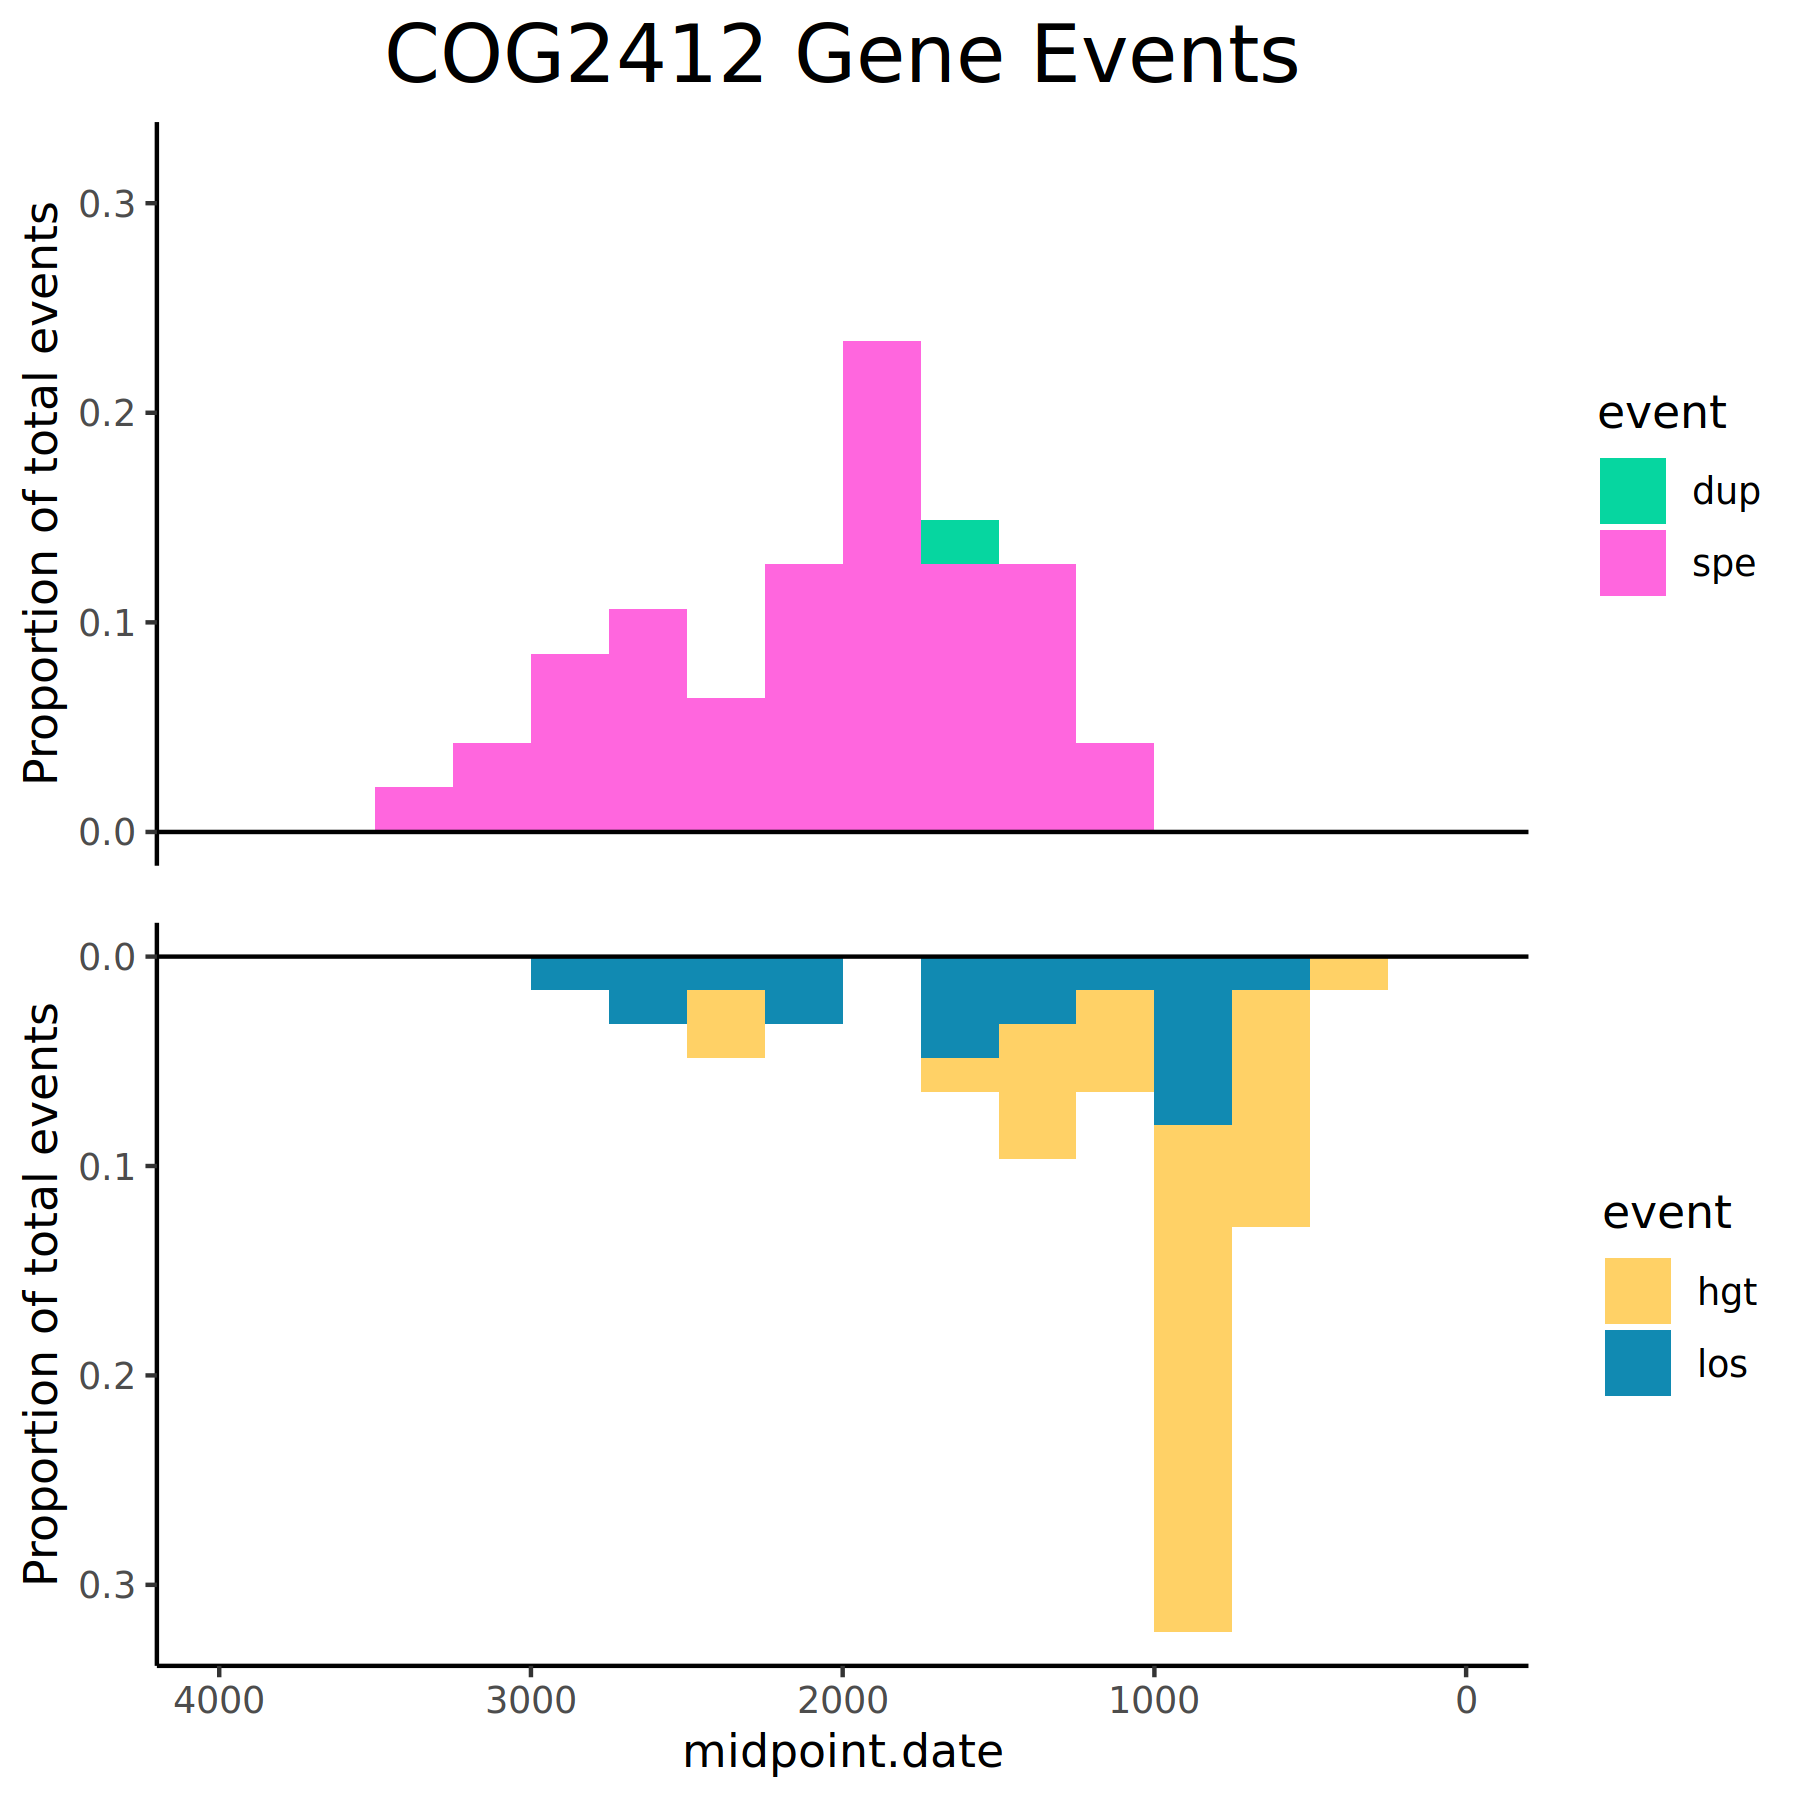 COG2412 Gene Events
Proportion of total events
0.3
0.2
0.1
0.0
event
dup
spe
Proportion of total events
0.0
0.1
0.2
0.3
event
hgt
los
4000 3000 2000 1000 0
midpoint.date